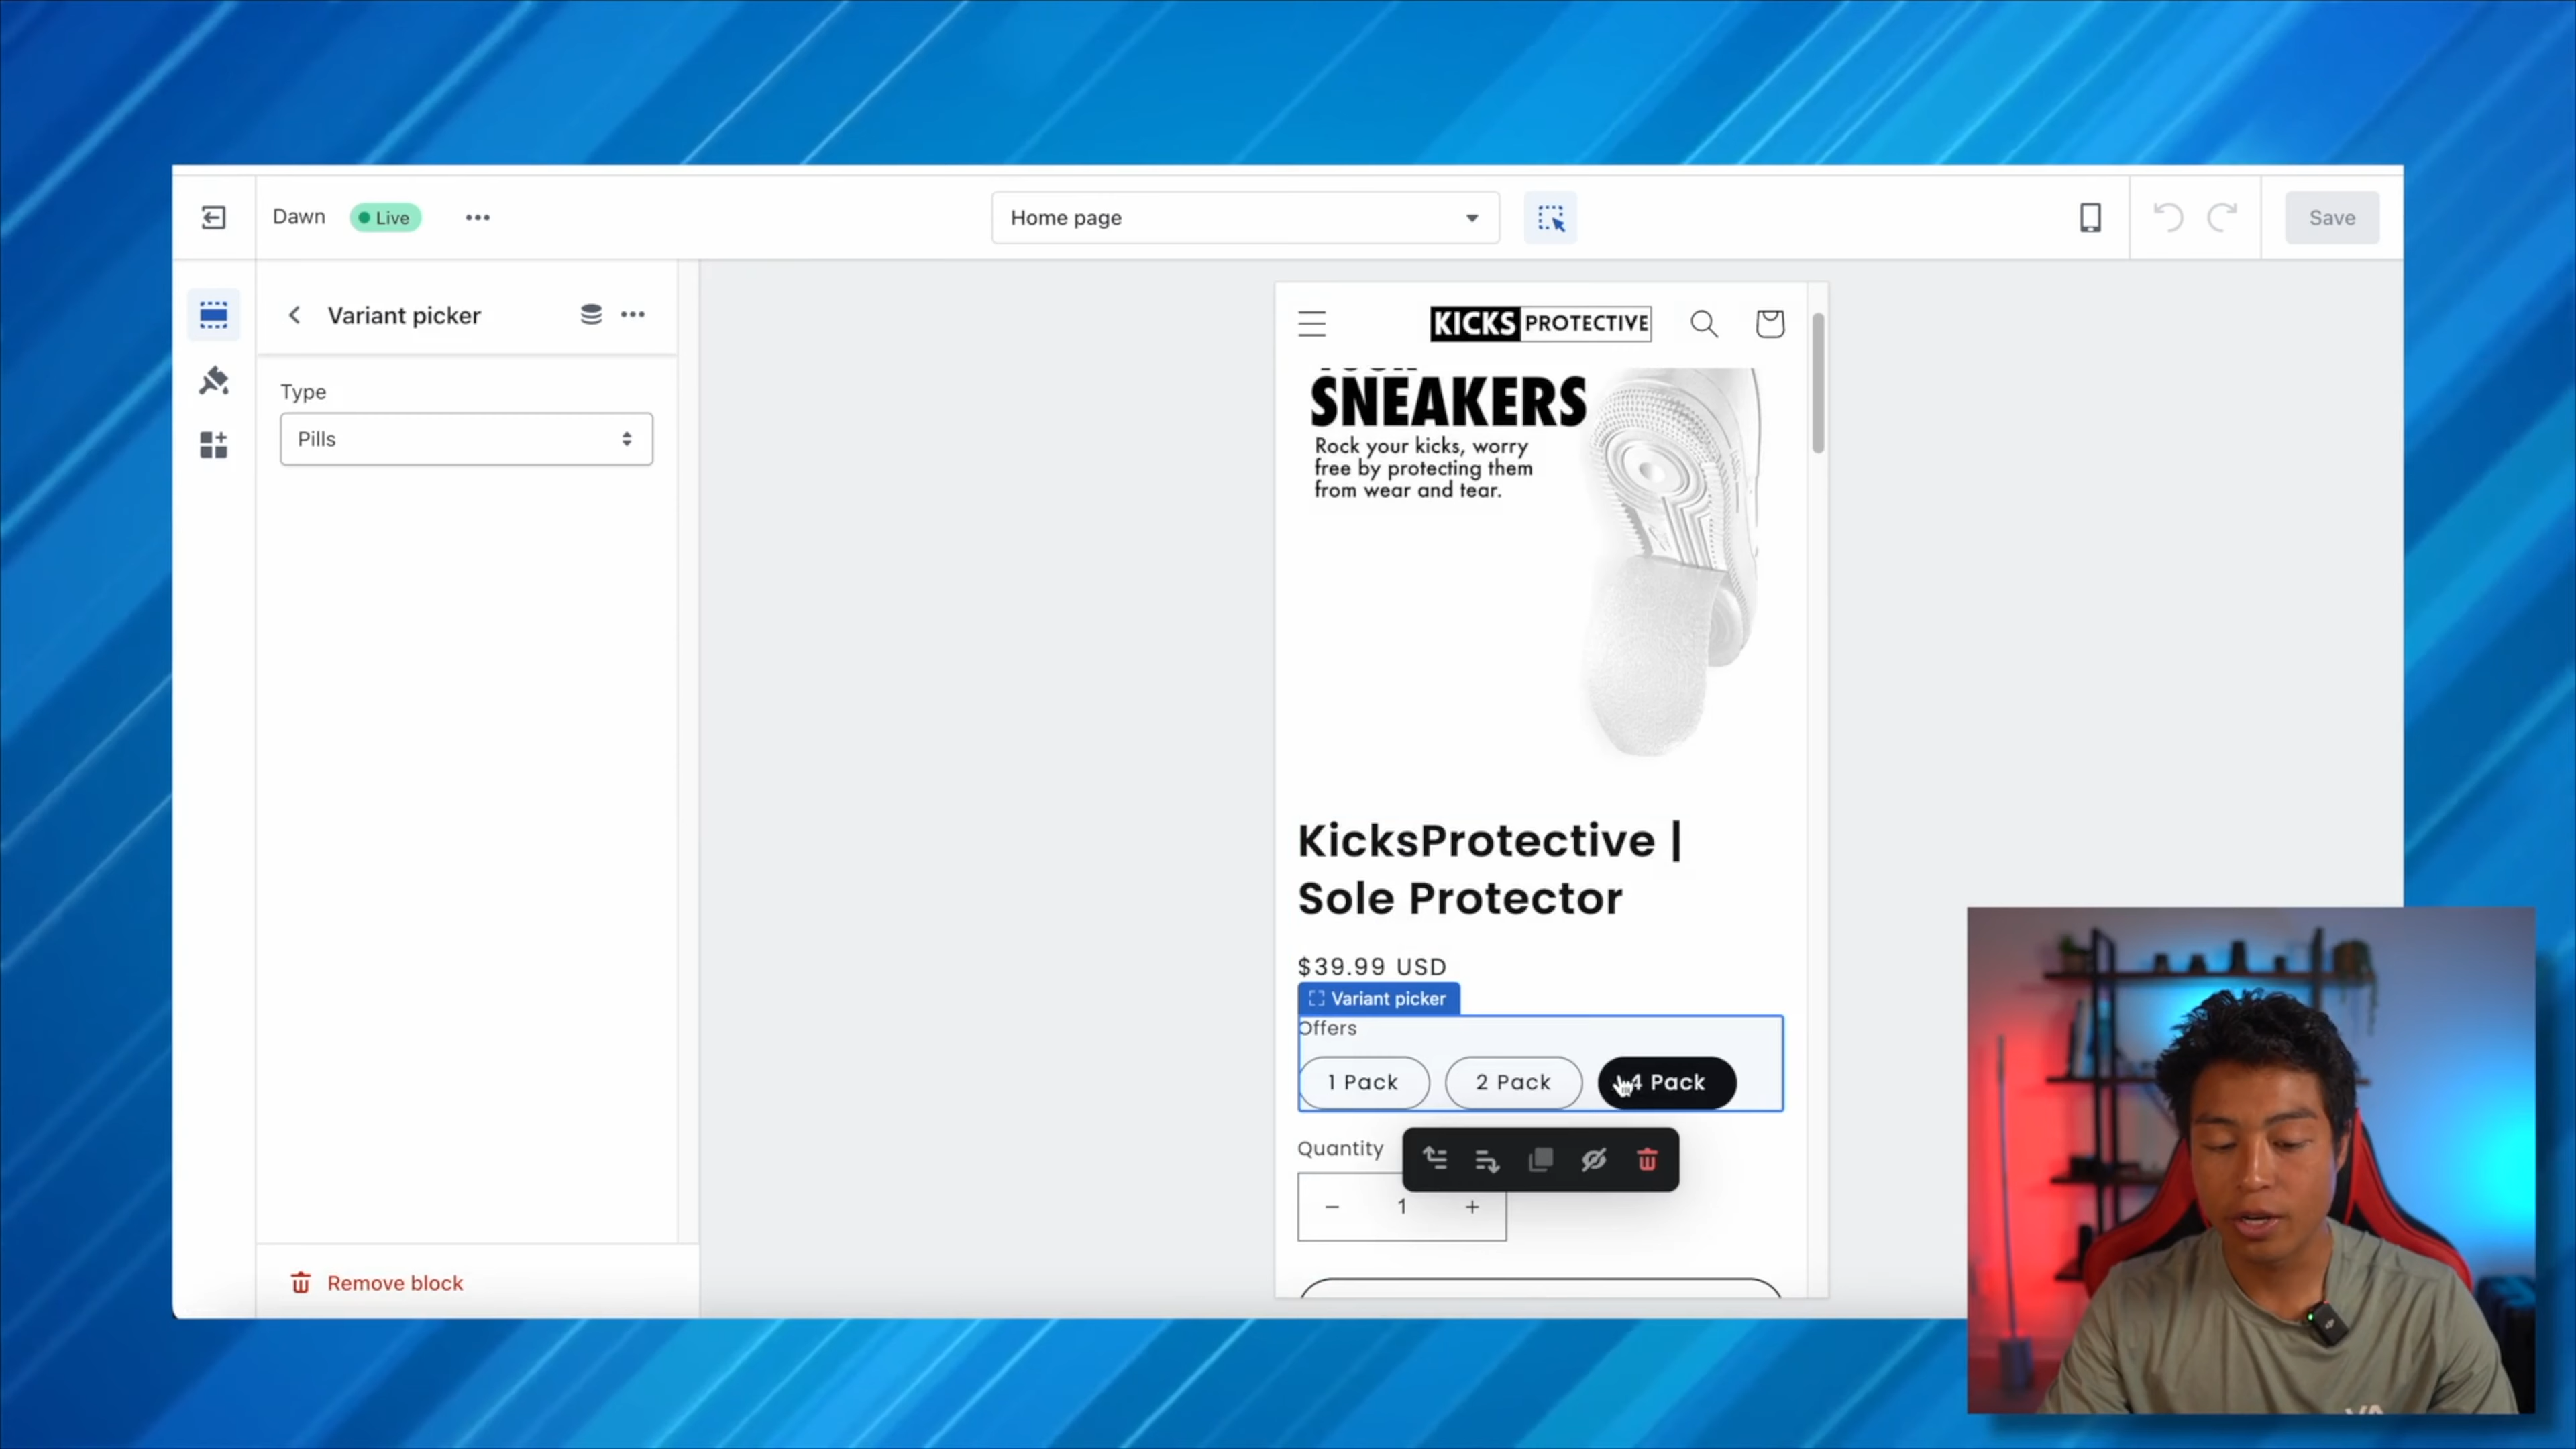 Dawn
Live
Home page
Save
Variant picker
Type
Pills
Remove block
KICKS PROTECTIVE
SNEAKERS
Rock your kicks, worry
free by protecting them
from wear and tear.
KicksProtective |
Sole Protector
$39.99 USD
Variant picker
Offers
1 Pack
2 Pack
4 Pack
Quantity
− 1 +